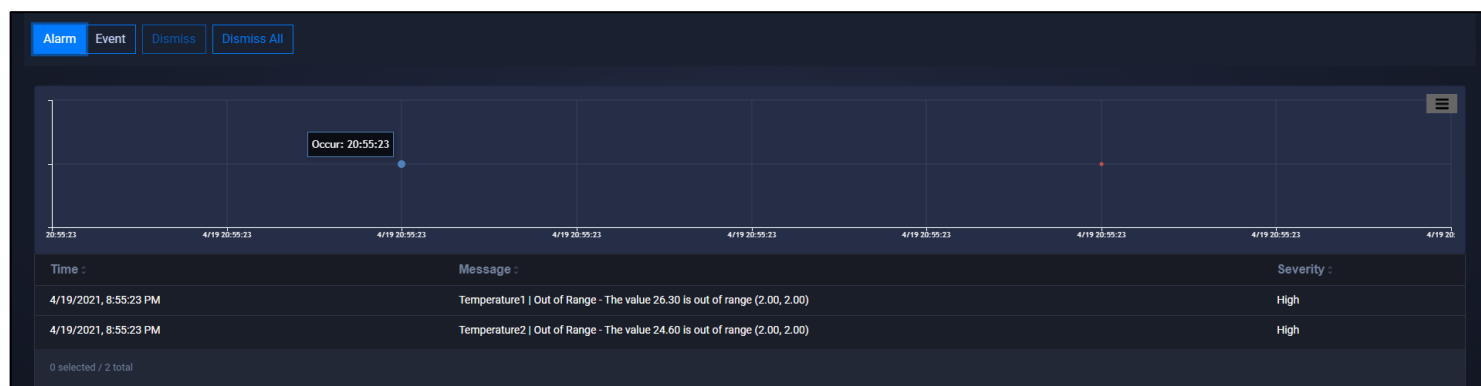 Alarm Event Dismiss Dismiss All
Occur: 20:55:23
20:55:23 4/19 20:55:23 4/19 20:55:23 4/19 20:55:23 4/19 20:55:23 4/19 20:55:23 4/19 20:55:23 4/19 20:55:23 4/19 20:
Time Message Severity
4/19/2021, 8:55:23 PM Temperature1 | Out of Range - The value 26.30 is out of range (2.00, 2.00) High
4/19/2021, 8:55:23 PM Temperature2 | Out of Range - The value 24.60 is out of range (2.00, 2.00) High
0 selected / 2 total